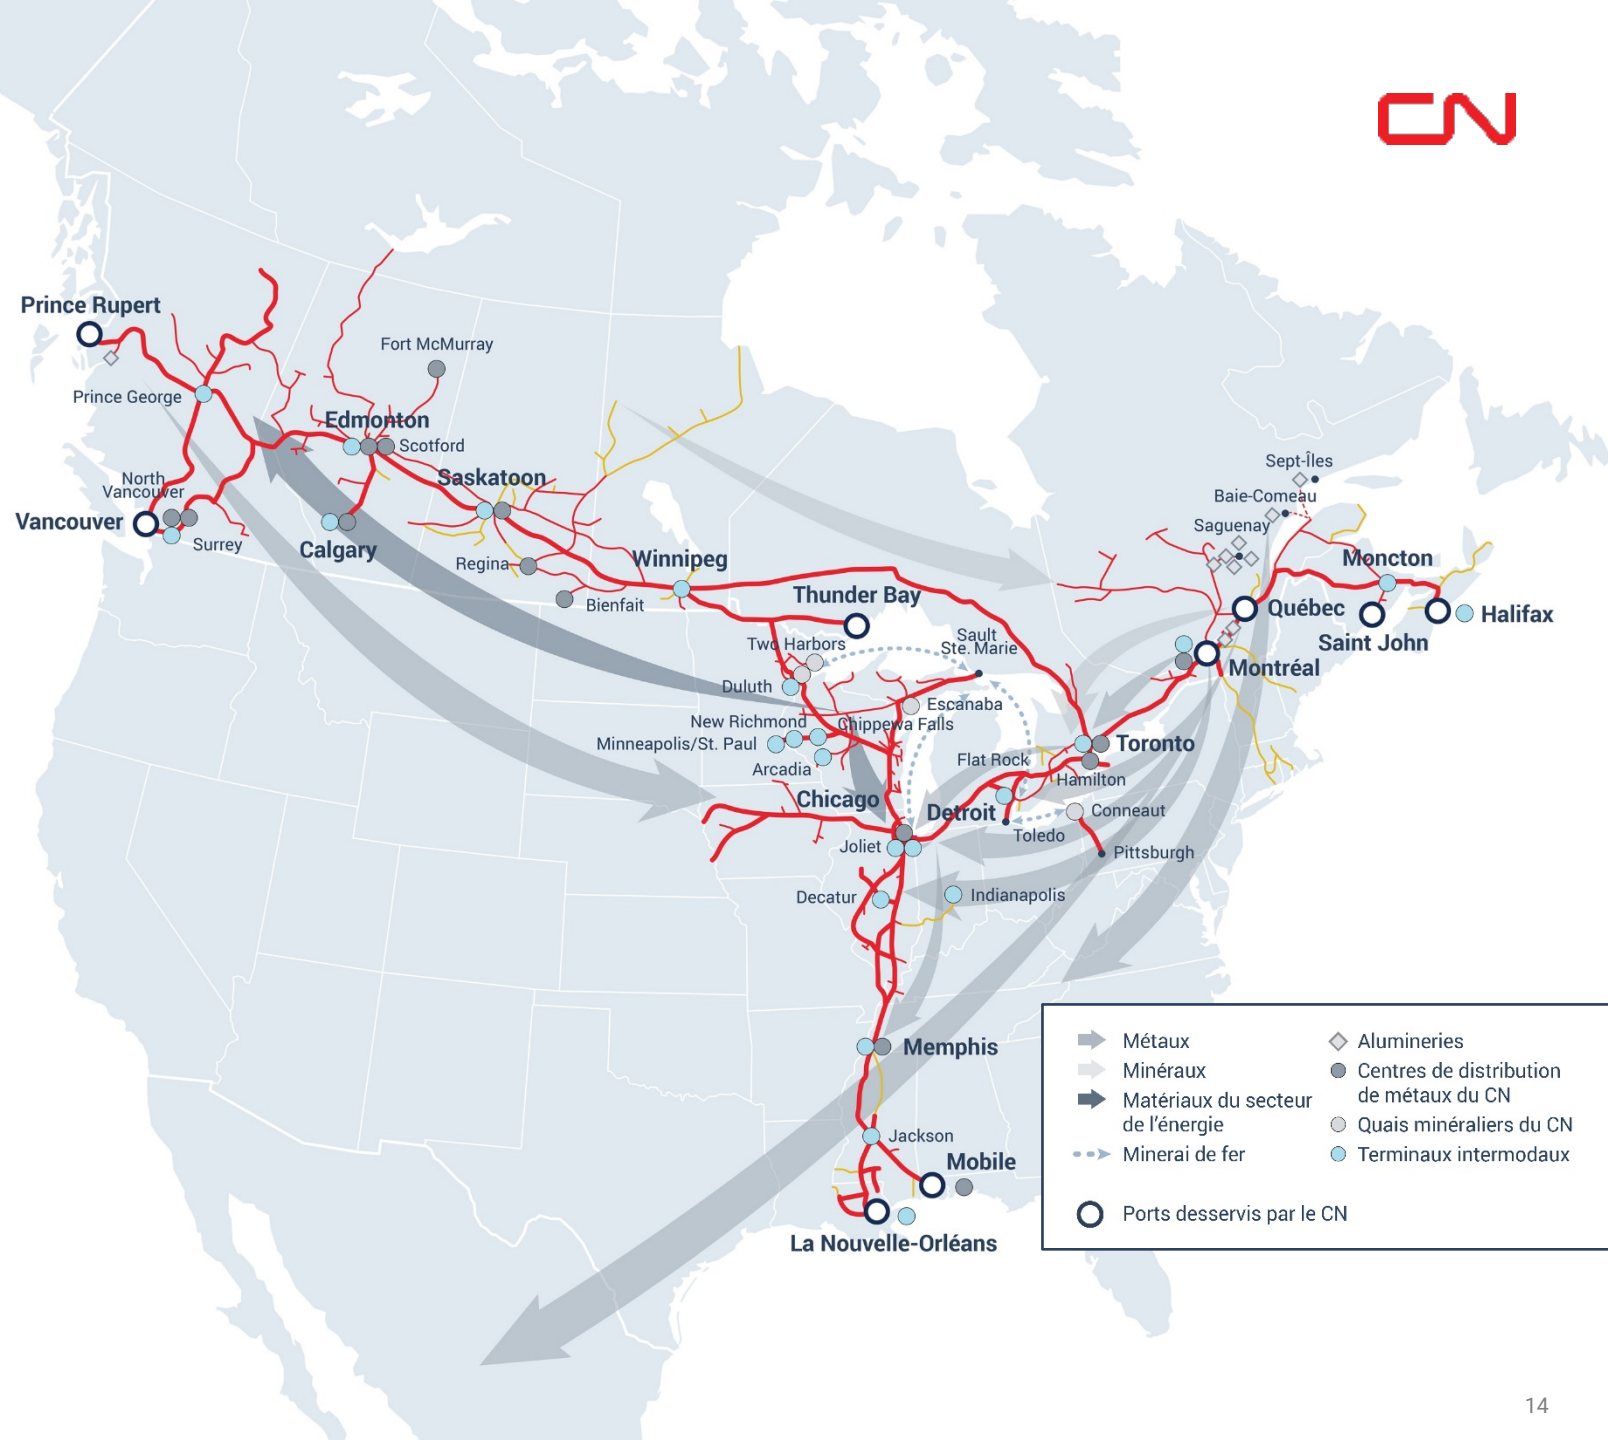 CN
Prince Rupert
Fort McMurray
Prince George
Edmonton
Scotford
Saskatoon
North
Vancouver
Vancouver
Surrey
Calgary
Regina
Bienfait
Winnipeg
Thunder Bay
Two Harbors
Sault
Ste. Marie
Duluth
Escanaba
New Richmond
Chippewa Falls
Minneapolis/St. Paul
Arcadia
Chicago
Joliet
Flat Rock
Detroit
Toledo
Hamilton
Toronto
Conneaut
Pittsburgh
Decatur
Indianapolis
Sept-Îles
Baie-Comeau
Saguenay
Moncton
Québec
Saint John
Halifax
Montréal
Memphis
Jackson
Mobile
La Nouvelle-Orléans
Métaux
Minéraux
Matériaux du secteur
de l'énergie
Minerai de fer
Ports desservis par le CN
Alumineries
Centres de distribution
de métaux du CN
Quais minéraliers du CN
Terminaux intermodaux
14